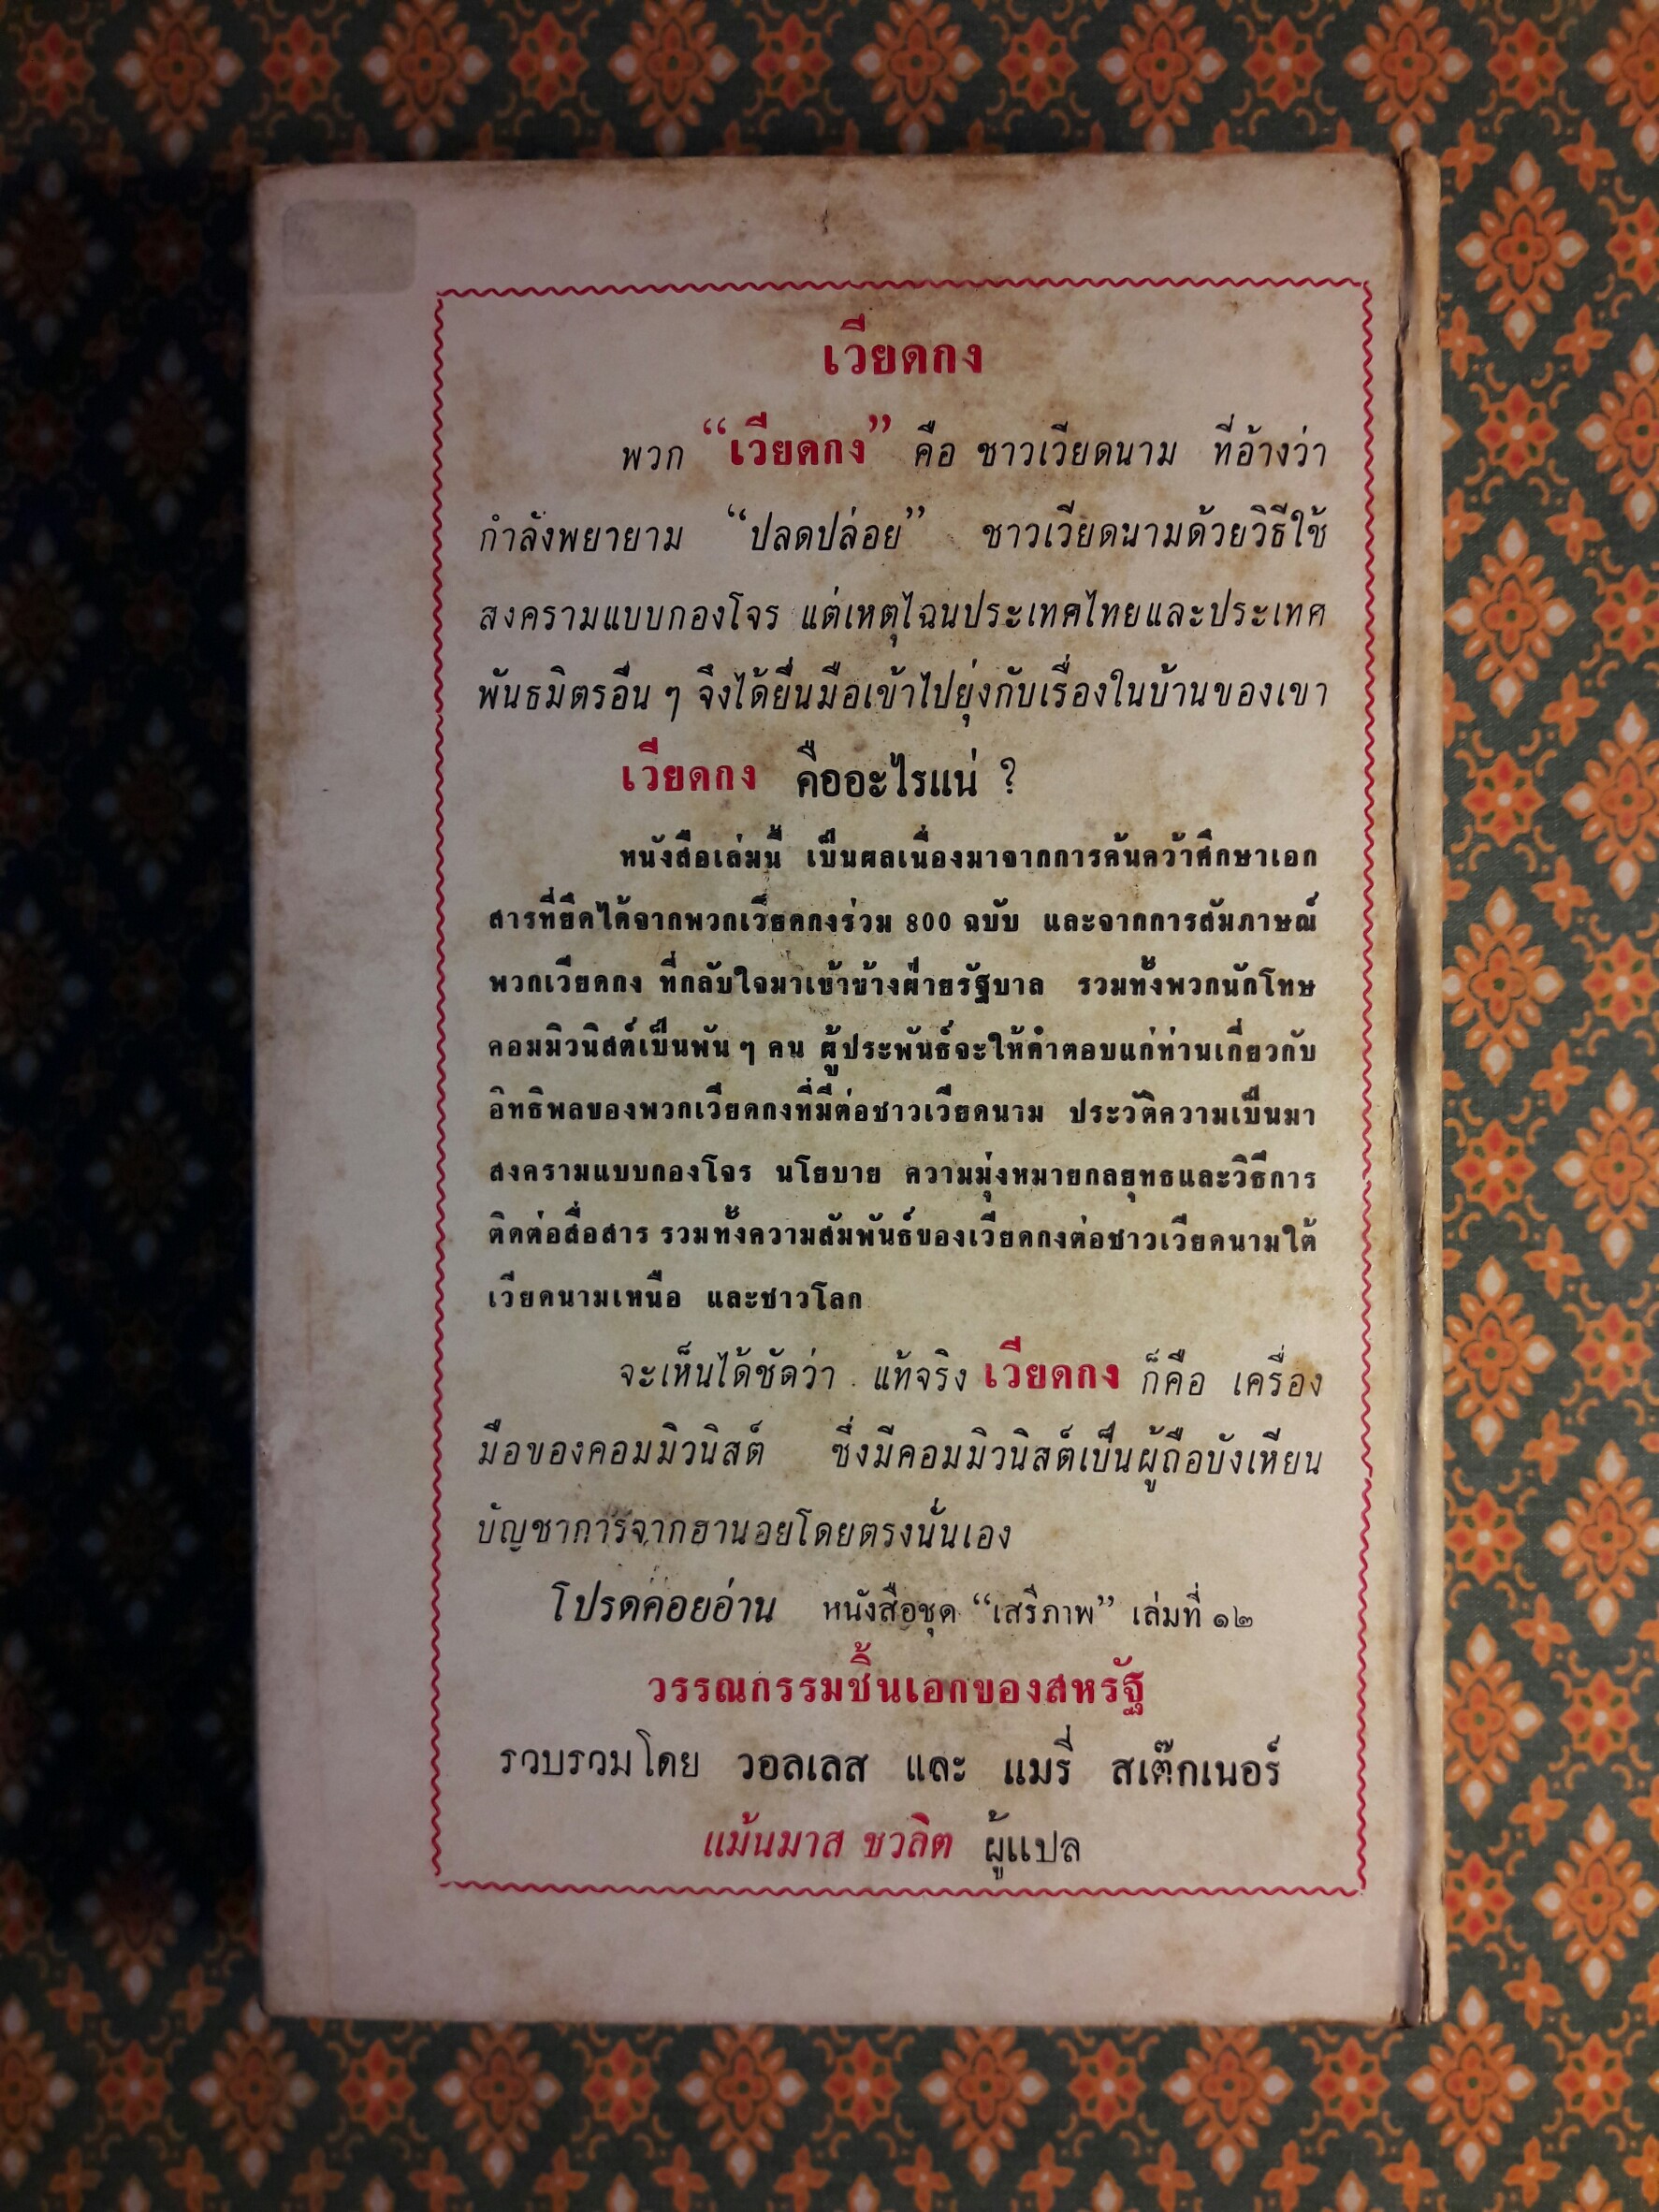 เวียดกง
พวก “เวียดกง” คือ ชาวเวียดนาม ที่อ้างว่า
กำลังพยายาม “ปลดปล่อย” ชาวเวียดนามด้วยวิธีใช้
สงครามแบบกองโจร แต่เหตุไฉนประเทศไทยและประเทศ
พันธมิตรอื่น ๆ จึงได้ยื่นมือเข้าไปยุ่งกับเรื่องในบ้านของเขา
เวียดกง คืออะไรแน่ ?
หนังสือเล่มนี้ เป็นผลเนื่องมาจากการค้นคว้าศึกษาเอก
สารที่ยึดได้จากพวกเวียดกงร่วม 800 ฉบับ และจากการสัมภาษณ์
พวกเวียดกง ที่กลับใจมาเข้าข้างฝ่ายรัฐบาล รวมทั้งพวกนักโทษ
คอมมิวนิสต์เป็นพัน ๆ คน ผู้ประพันธ์จะให้คำตอบแก่ท่านเกี่ยวกับ
อิทธิพลของพวกเวียดกงที่มีต่อชาวเวียดนาม ประวัติความเป็นมา
สงครามแบบกองโจร นโยบาย ความมุ่งหมายกลยุทธและวิธีการ
ติดต่อสื่อสาร รวมทั้งความสัมพันธ์ของเวียดกงต่อชาวเวียดนามใต้
เวียดนามเหนือ และชาวโลก
จะเห็นได้ชัดว่า แท้จริง เวียดกง ก็คือ เครื่อง
มือของคอมมิวนิสต์ ซึ่งมีคอมมิวนิสต์เป็นผู้ถือบังเหียน
บัญชาการจากฮานอยโดยตรงนั่นเอง
โปรดคอยอ่าน หนังสือชุด “เสรีภาพ” เล่มที่ ๑๒
วรรณกรรมชิ้นเอกของสหรัฐ
รวบรวมโดย วอลเลส และ แมรี่ สเต๊กเนอร์
แม้นมาส ชวลิต ผู้แปล